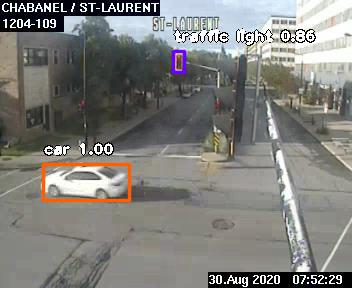 CHABANEL / ST-LAURENT
1204-109
ST-LAURENT
traffic light 0.86
car 1.00
30.Aug 2020 07:52:29